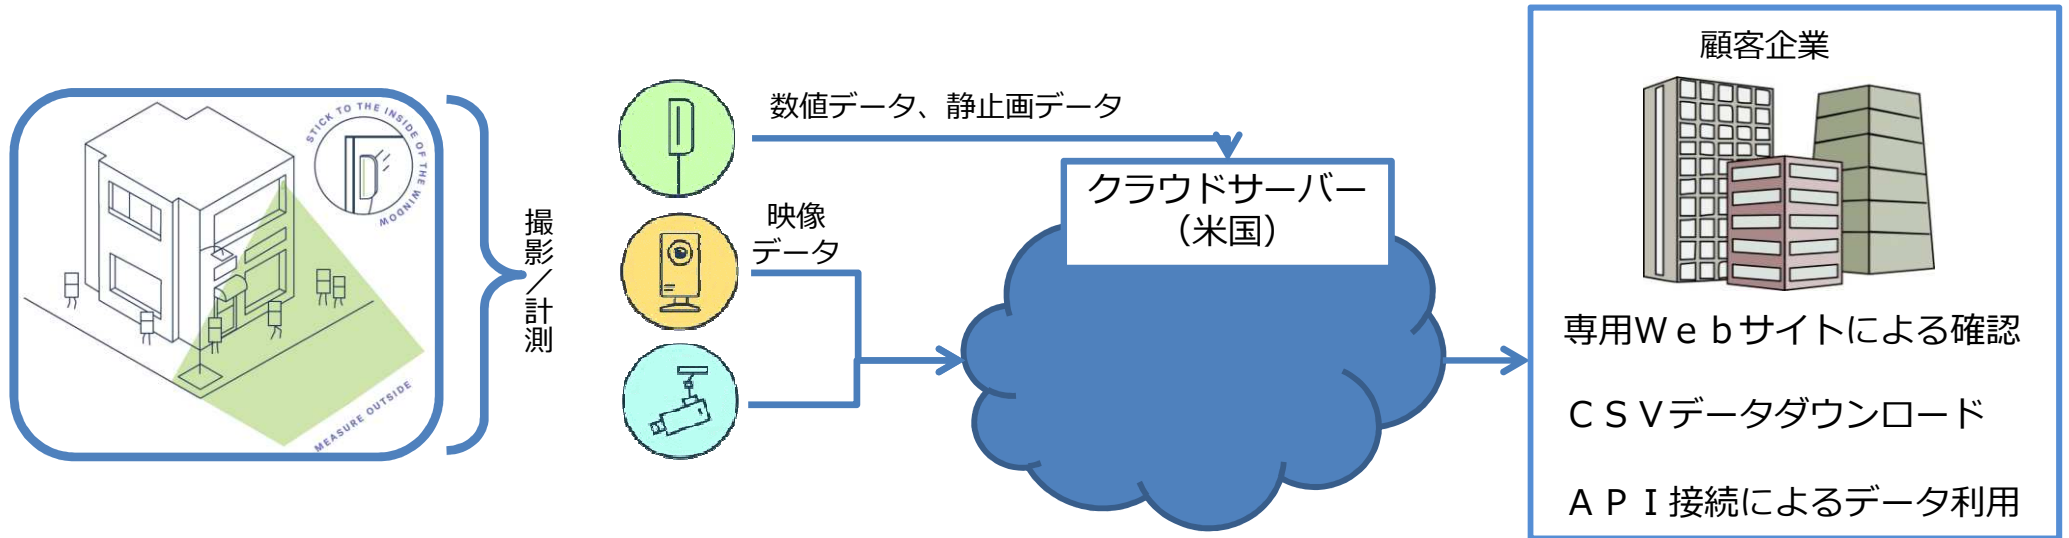 STICK TO THE INSIDE OF THE WINDOW
MEASURE OUTSIDE
撮影/計測
数値データ、静止画データ
映像
データ
クラウドサーバー
(米国)
顧客企業
専用Ｗｅｂサイトによる確認
ＣＳＶデータダウンロード
ＡＰＩ接続によるデータ利用